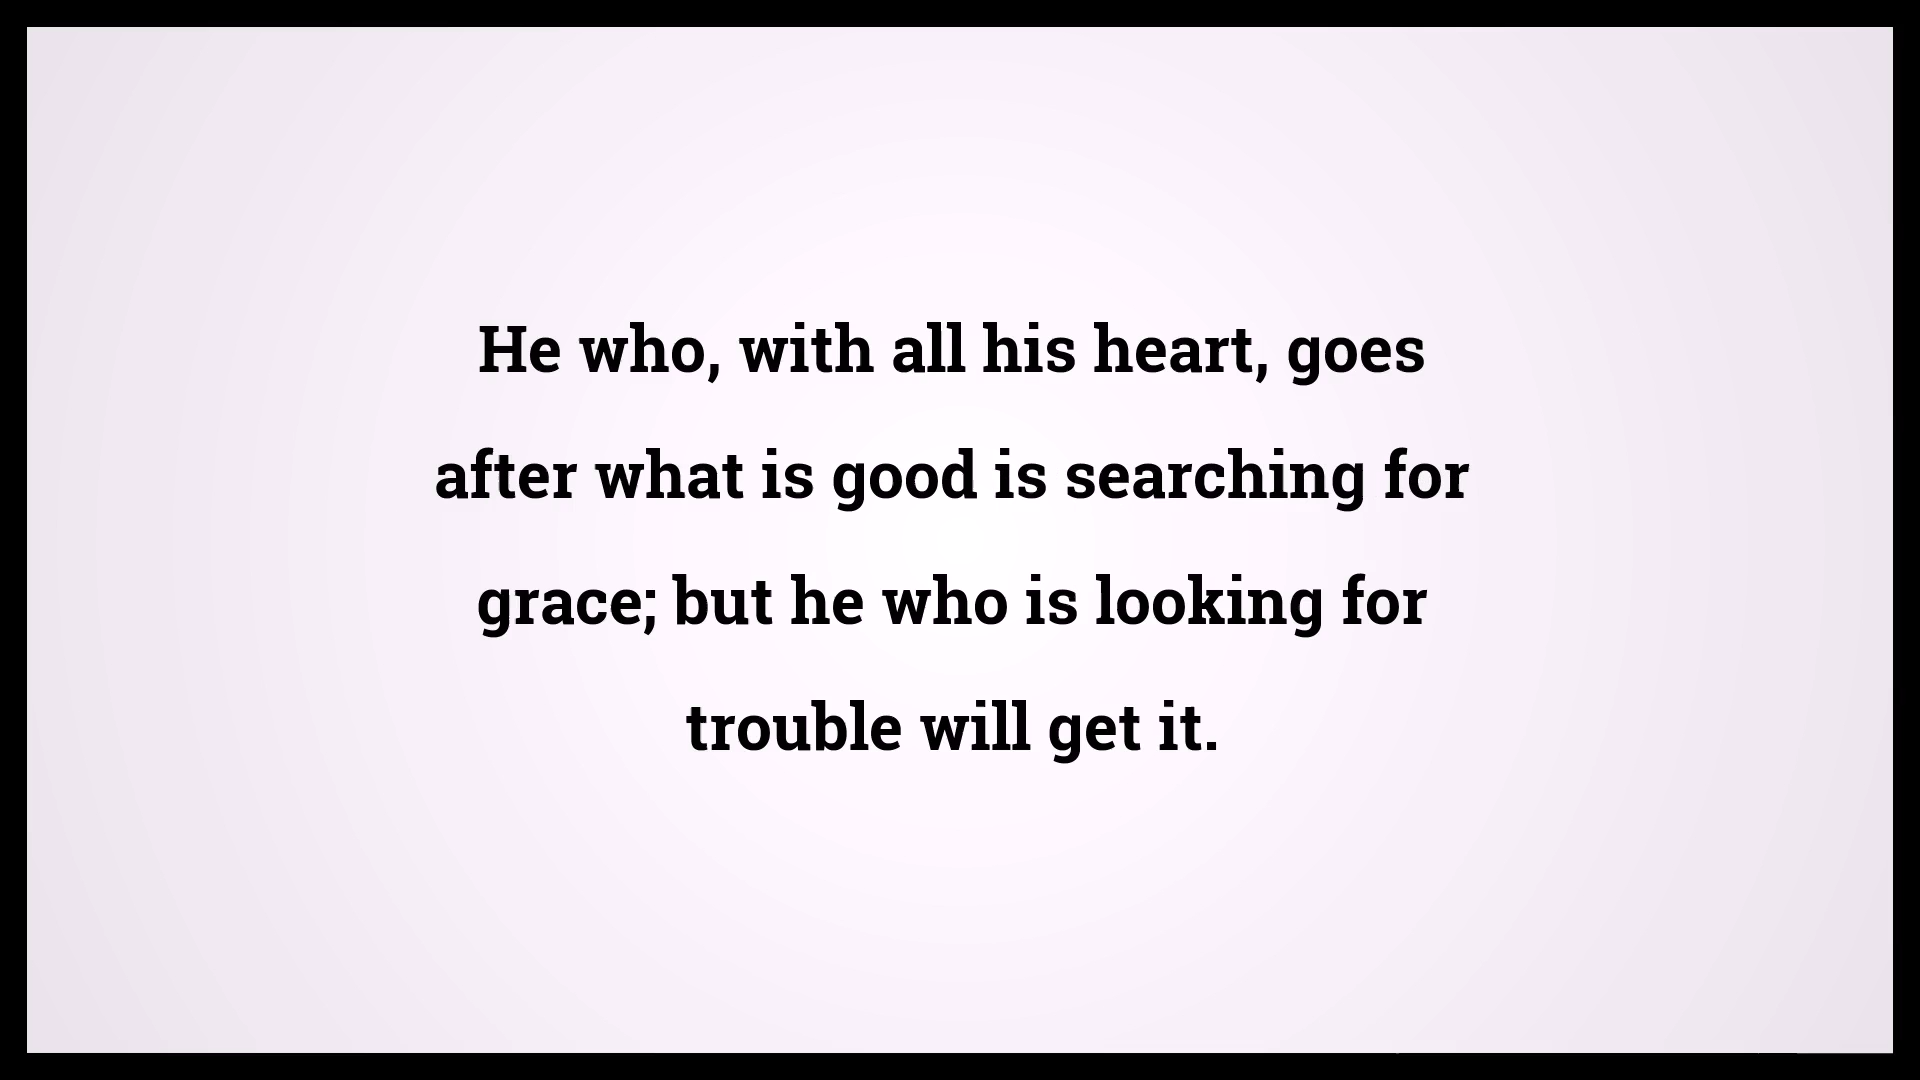 He who, with all his heart, goes
after what is good is searching for
grace; but he who is looking for
trouble will get it.